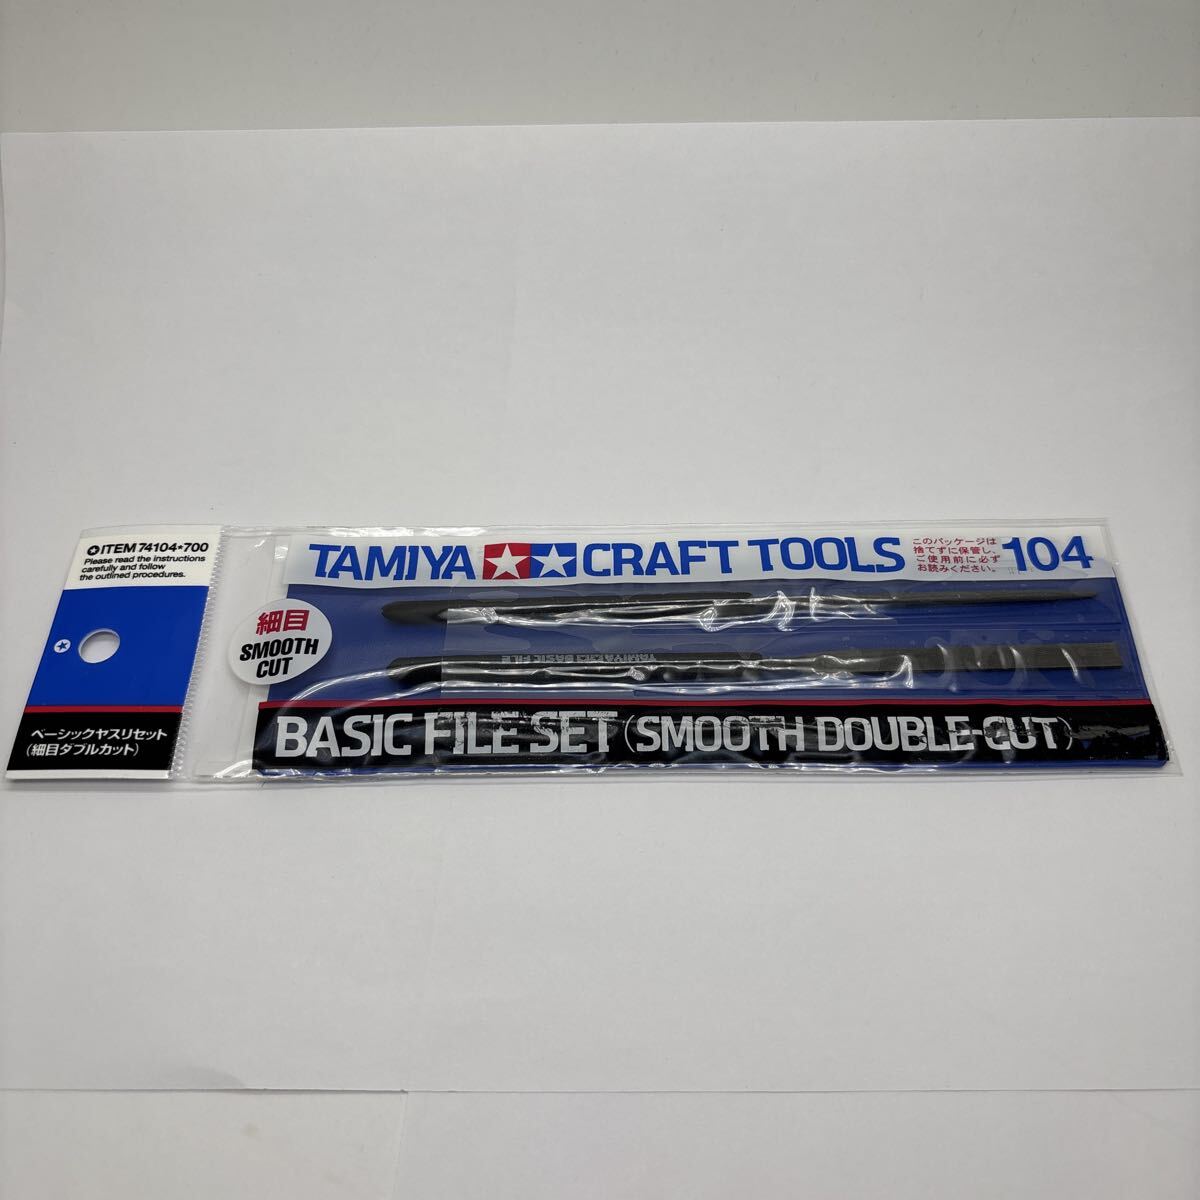 ITEM 74104★700
Please read the instructions
carefully and follow
the outlined procedures.
ベーシックヤスリセット
(細目ダブルカット)
細目
SMOOTH
CUT
TAMIYA CRAFT TOOLS
このパッケージは
捨てずに保管し、
ご使用前に必ず
お読みください。
104
TAMIYA BASIC FILE
BASIC FILE SET (SMOOTH DOUBLE-CUT)